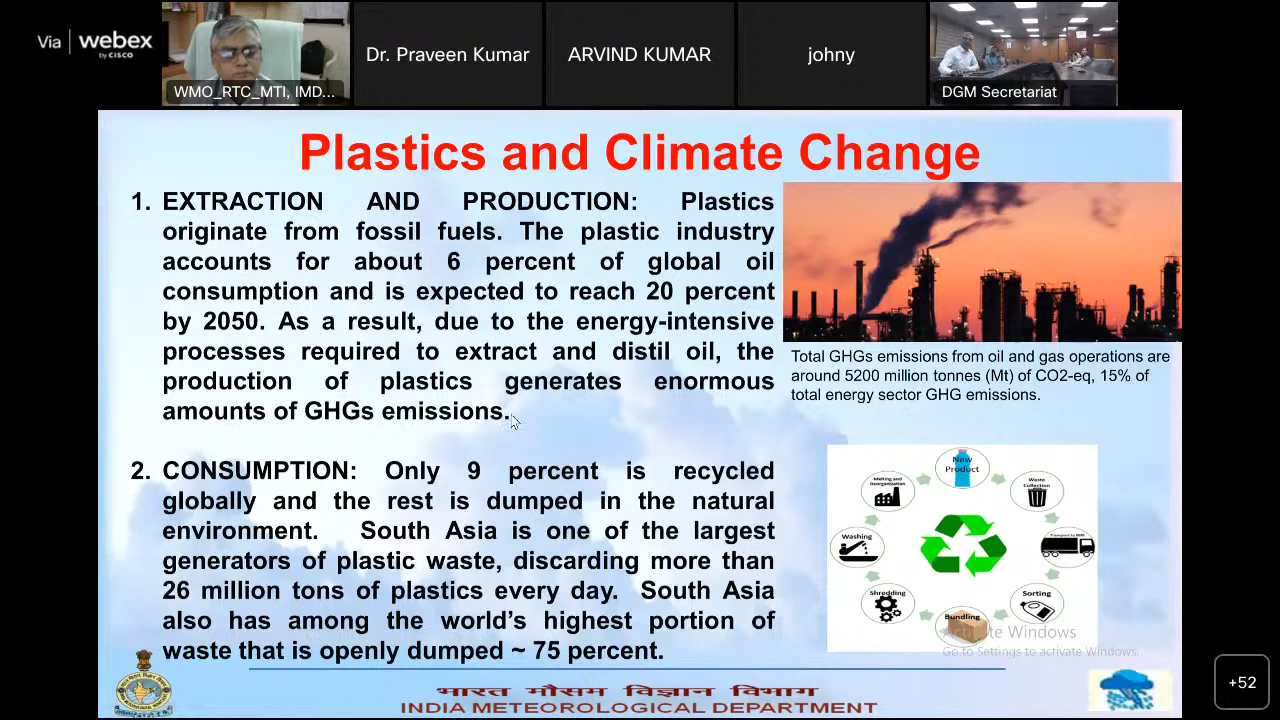 Via webex
by CISCO
WMO_RTC_MTI, IMD...
Dr. Praveen Kumar
ARVIND KUMAR
johny
DGM Secretariat
Plastics and Climate Change
1. EXTRACTION AND PRODUCTION: Plastics
originate from fossil fuels. The plastic industry
accounts for about 6 percent of global oil
consumption and is expected to reach 20 percent
by 2050. As a result, due to the energy-intensive
processes required to extract and distil oil, the
production of plastics generates enormous
amounts of GHGs emissions.
Total GHGs emissions from oil and gas operations are
around 5200 million tonnes (Mt) of CO2-eq, 15% of
total energy sector GHG emissions.
2. CONSUMPTION: Only 9 percent is recycled
globally and the rest is dumped in the natural
environment. South Asia is one of the largest
generators of plastic waste, discarding more than
26 million tons of plastics every day. South Asia
also has among the world's highest portion of
waste that is openly dumped ~ 75 percent.
New
Product
Waste
Collection
Transport to MRF
Sorting
Bundling
Shredding
Washing
Melting and
Reorganization
Activate Windows
Go to Settings to activate Windows.
भारत मौसम विज्ञान विभाग
INDIA METEOROLOGICAL DEPARTMENT
+52